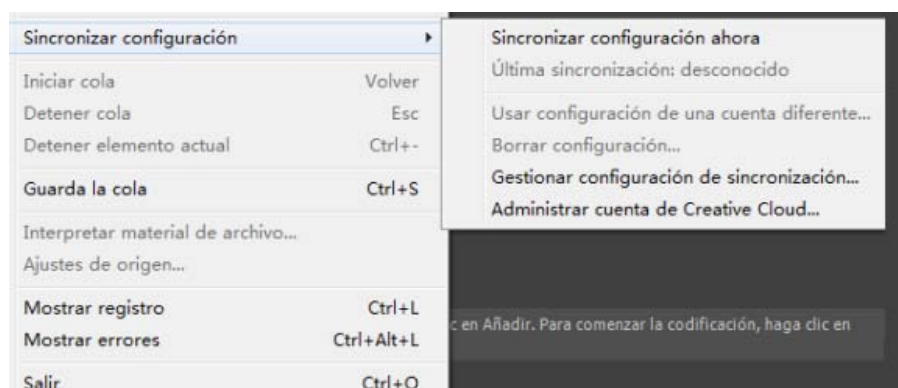 Sincronizar configuración
Iniciar cola Volver
Detener cola Esc
Detener elemento actual Ctrl+-
Guarda la cola Ctrl+S
Interpretar material de archivo...
Ajustes de origen...
Mostrar registro Ctrl+L
Mostrar errores Ctrl+Alt+L
Salir Ctrl+Q
Sincronizar configuración ahora
Última sincronización: desconocido
Usar configuración de una cuenta diferente...
Borrar configuración...
Gestionar configuración de sincronización...
Administrar cuenta de Creative Cloud...
c en Añadir. Para comenzar la codificación, haga clic en